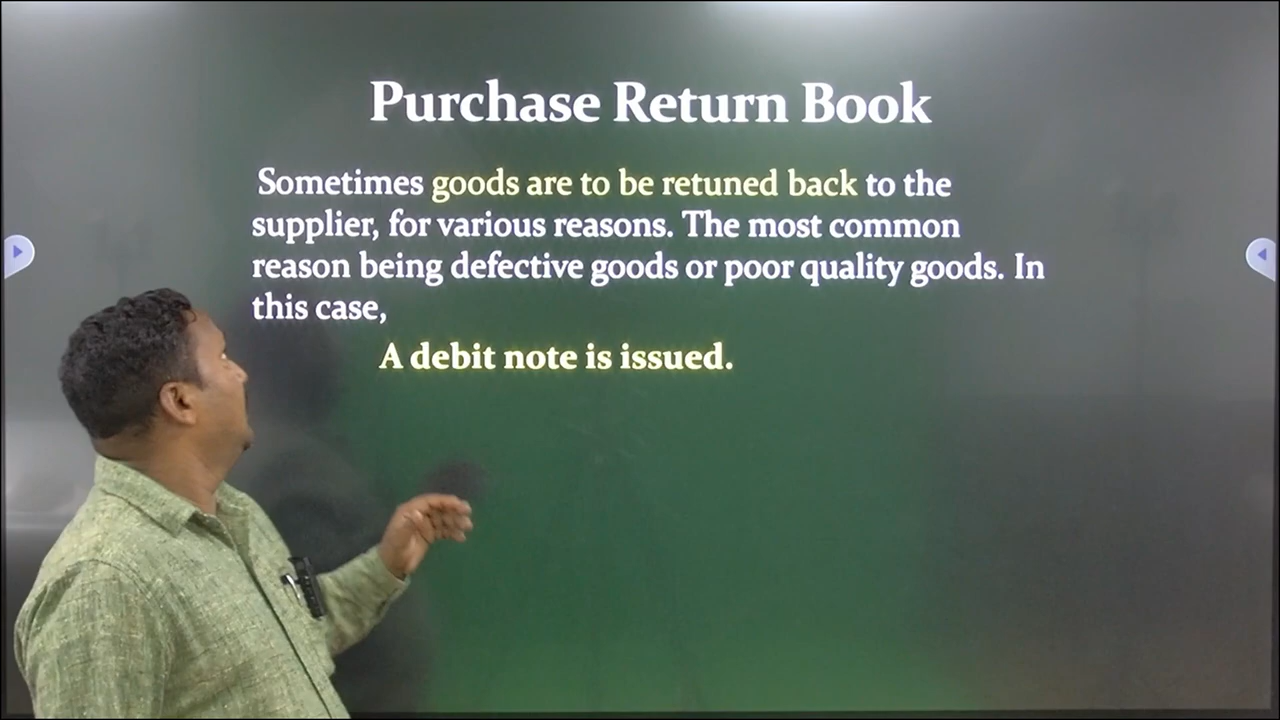 Purchase Return Book
Sometimes goods are to be retuned back to the
supplier, for various reasons. The most common
reason being defective goods or poor quality goods. In
this case,
A debit note is issued.